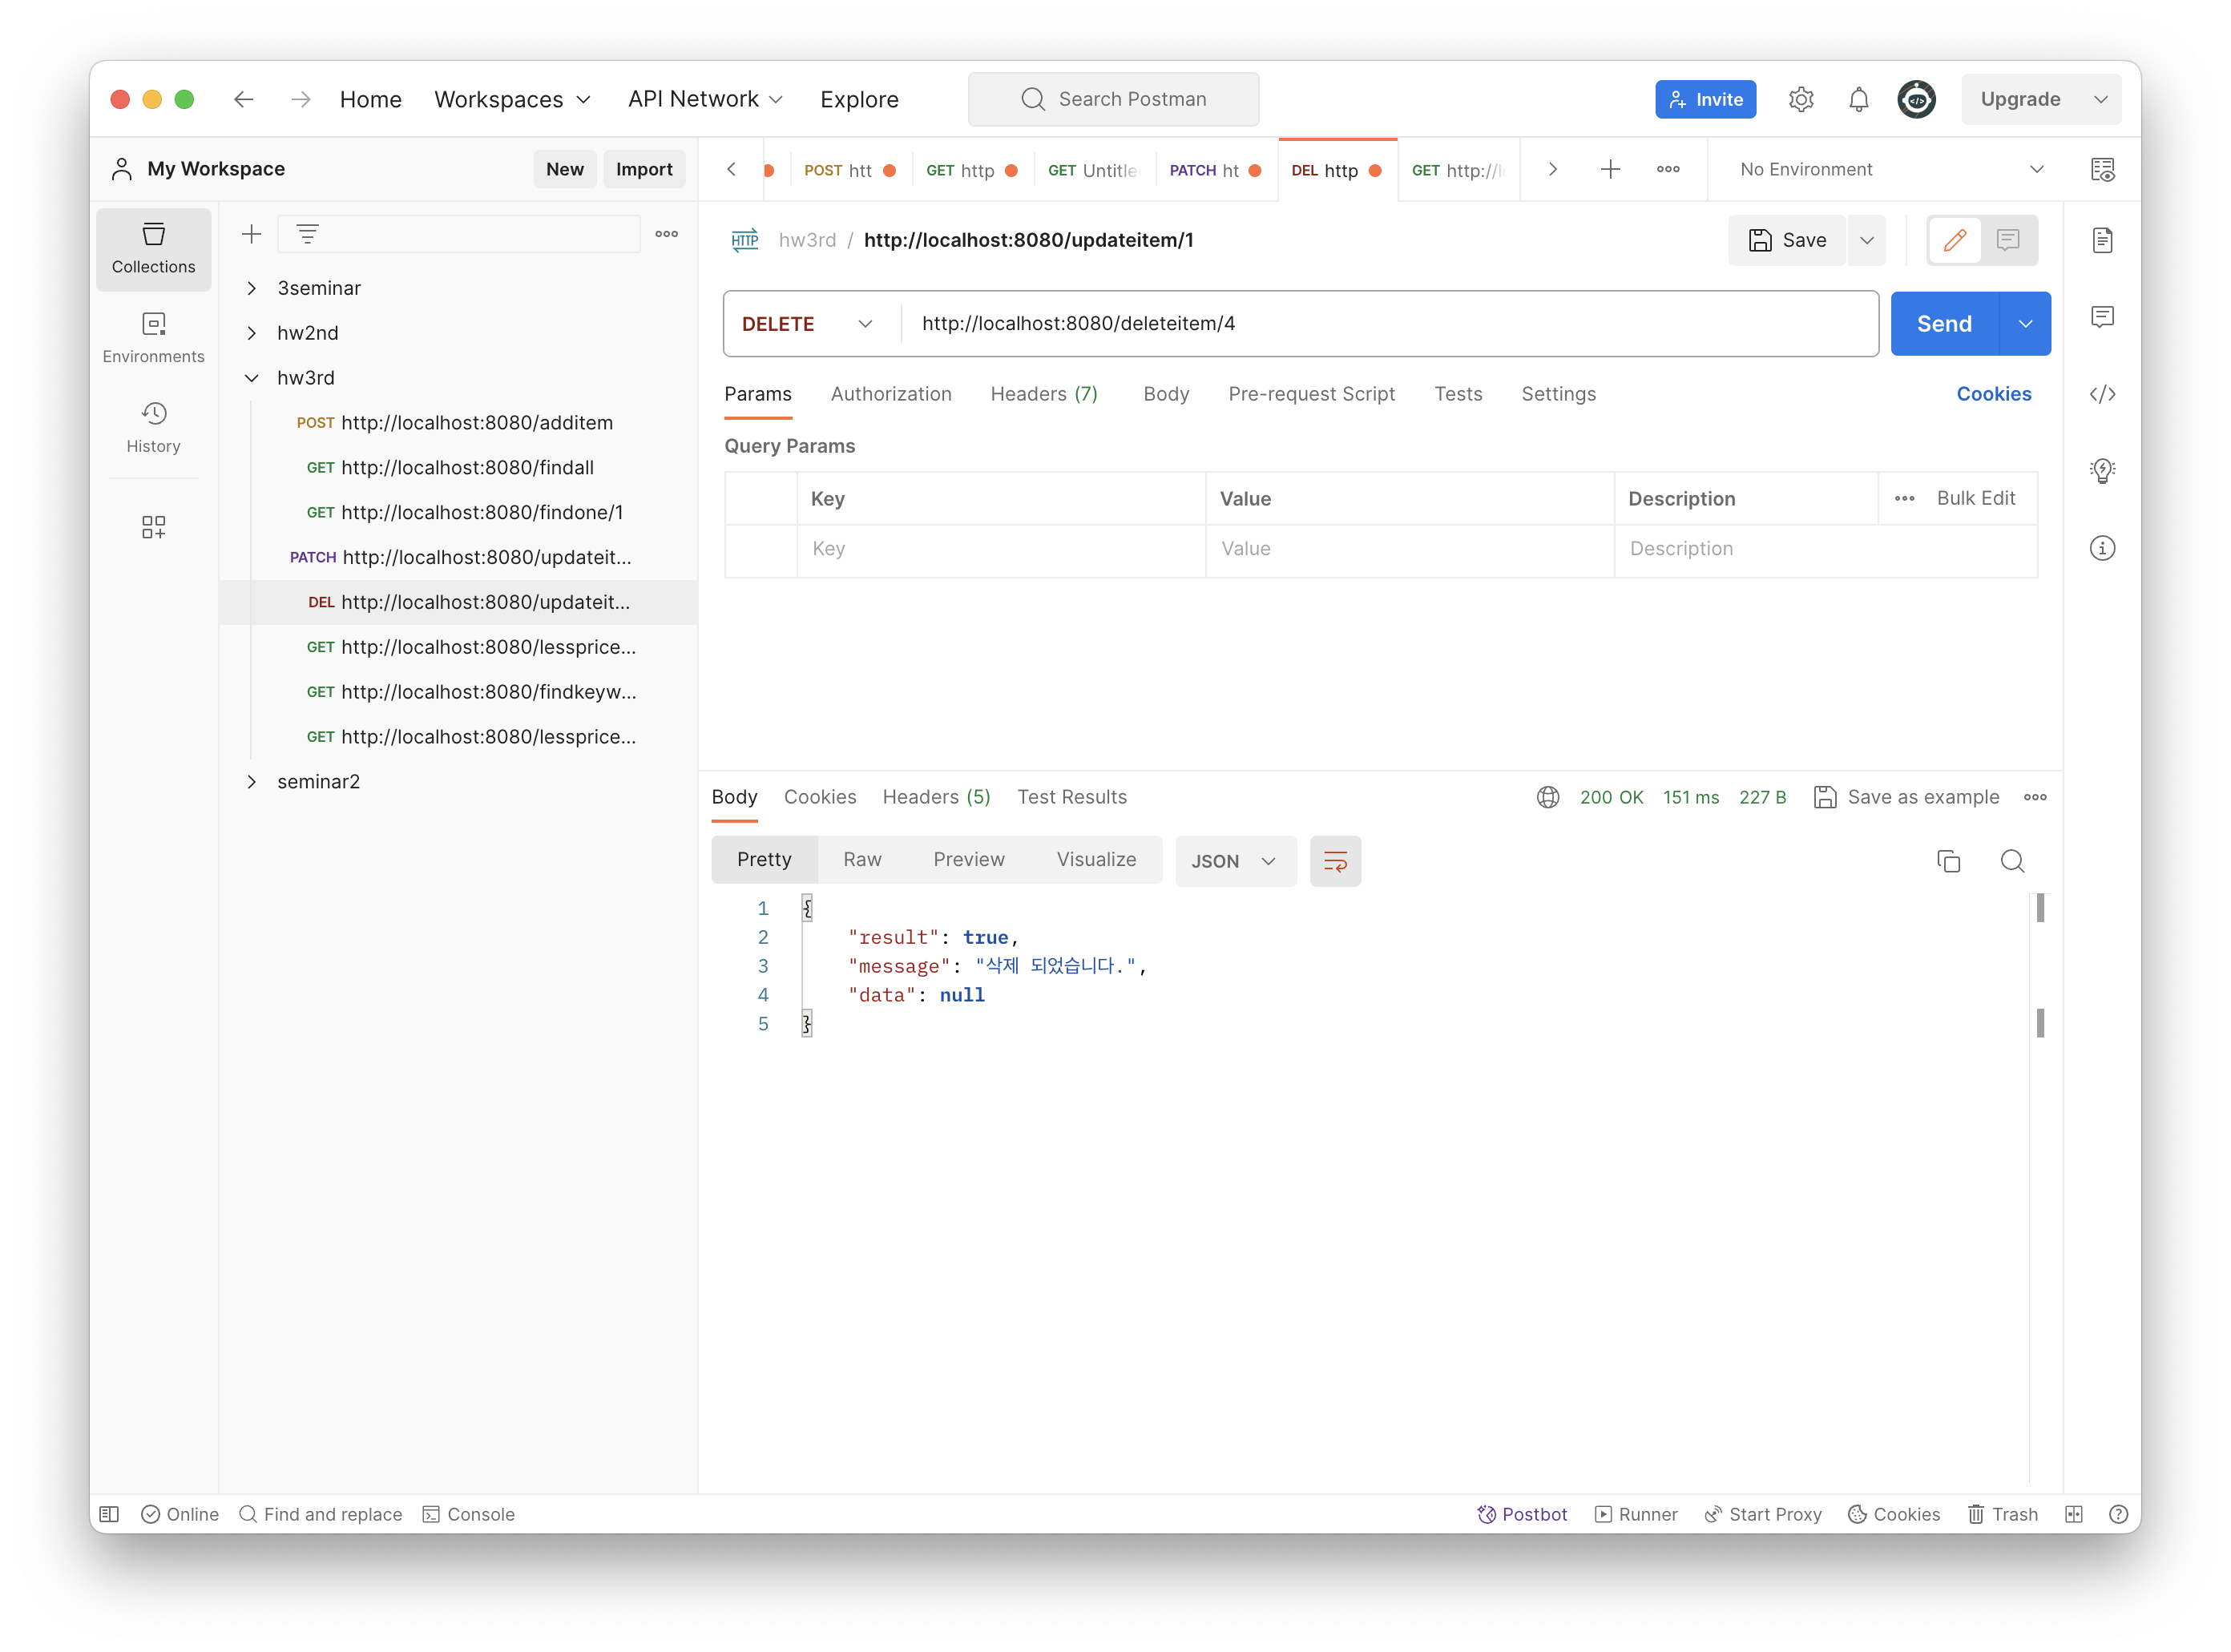 Home Workspaces API Network Explore Search Postman Invite Upgrade
My Workspace New Import
POST htt GET http GET Untitle PATCH ht DEL http GET http://l No Environment
Collections
Environments
History
3seminar
hw2nd
hw3rd
POST http://localhost:8080/additem
GET http://localhost:8080/findall
GET http://localhost:8080/findone/1
PATCH http://localhost:8080/updateit...
DEL http://localhost:8080/updateit...
GET http://localhost:8080/lessprice...
GET http://localhost:8080/findkeyw...
GET http://localhost:8080/lessprice...
seminar2
HTTP hw3rd / http://localhost:8080/updateitem/1 Save
DELETE http://localhost:8080/deleteitem/4 Send
Params Authorization Headers (7) Body Pre-request Script Tests Settings Cookies
Query Params
Key Value Description Bulk Edit
Key Value Description
Body Cookies Headers (5) Test Results 200 OK 151 ms 227 B Save as example
Pretty Raw Preview Visualize JSON
1 {
2 "result": true,
3 "message": "삭제 되었습니다.",
4 "data": null
5 }
Online Find and replace Console Postbot Runner Start Proxy Cookies Trash